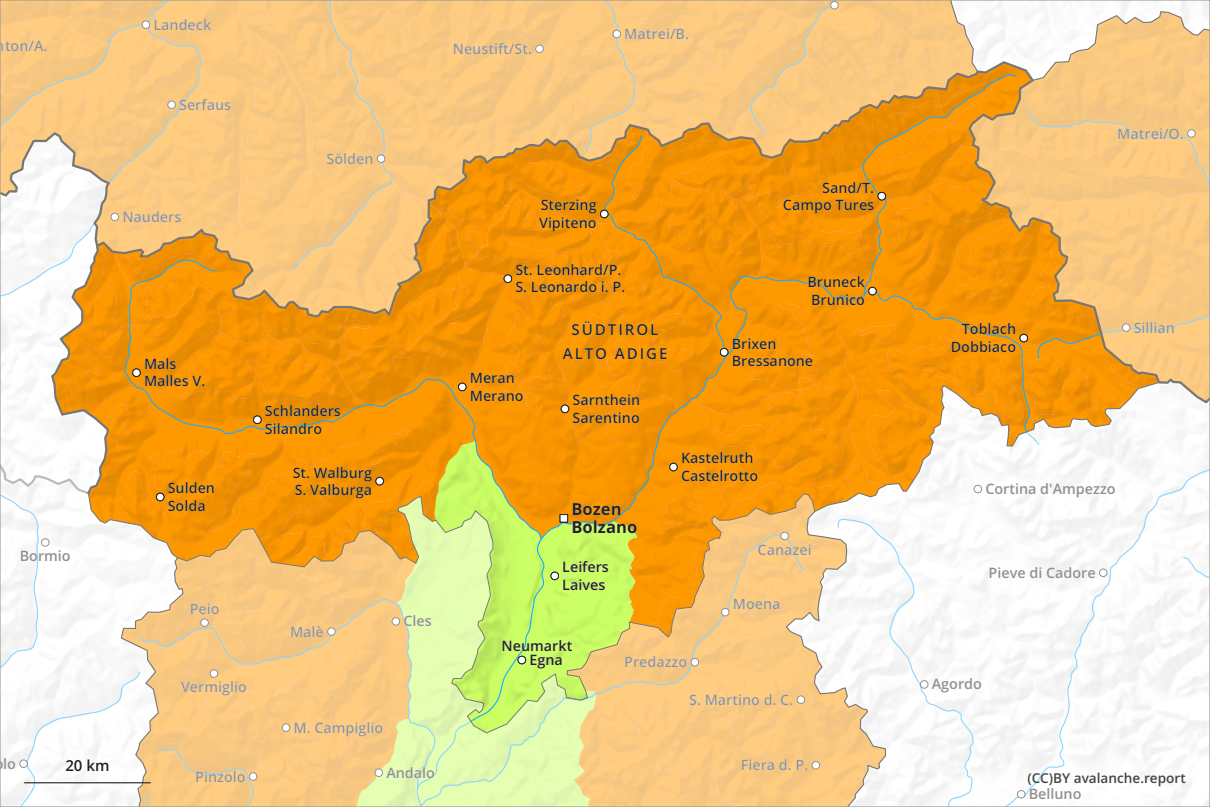 Landeck
nton/A.
Neustift/St.
Matrei/B.
Serfaus
Matrei/O.
Sölden
Nauders
Sand/T.
Campo Tures
Sterzing
Vipiteno
St. Leonhard/P.
S. Leonardo i. P.
Bruneck
Brunico
SÜDTIROL
ALTO ADIGE
Toblach
Dobbiaco
Sillian
Brixen
Bressanone
Mals
Malles V.
Meran
Merano
Schlanders
Silandro
Sarnthein
Sarentino
St. Walburg
S. Valburga
Kastelruth
Castelrotto
Sulden
Solda
Cortina d'Ampezzo
Bozen
Bolzano
Bormio
Canazei
Leifers
Laives
Pieve di Cadore
Peio
Moena
Cles
Malè
Neumarkt
Egna
Predazzo
Vermiglio
Agordo
S. Martino d. C.
M. Campiglio
olo
20 km
Pinzolo
Andalo
Fiera d. P.
(CC)BY avalanche.report
Belluno